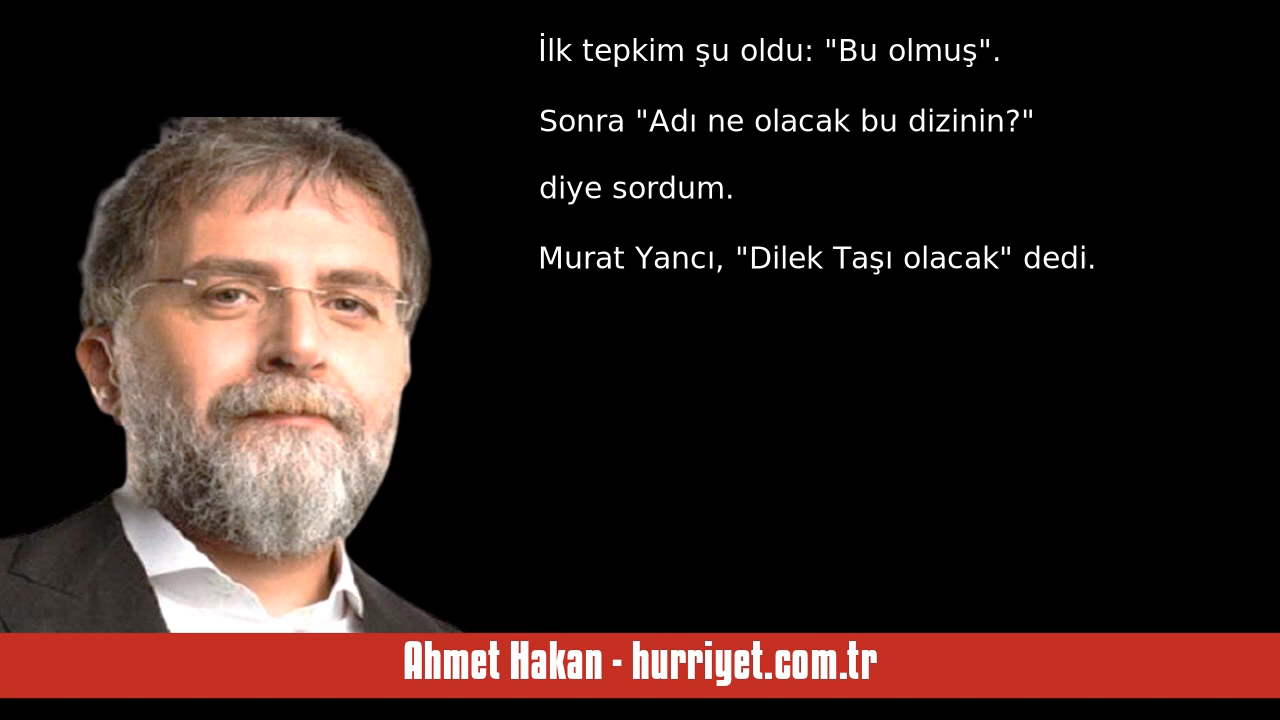 İlk tepkim şu oldu: "Bu olmuş".
Sonra "Adı ne olacak bu dizinin?"
diye sordum.
Murat Yancı, "Dilek Taşı olacak" dedi.
Ahmet Hakan - hurriyet.com.tr